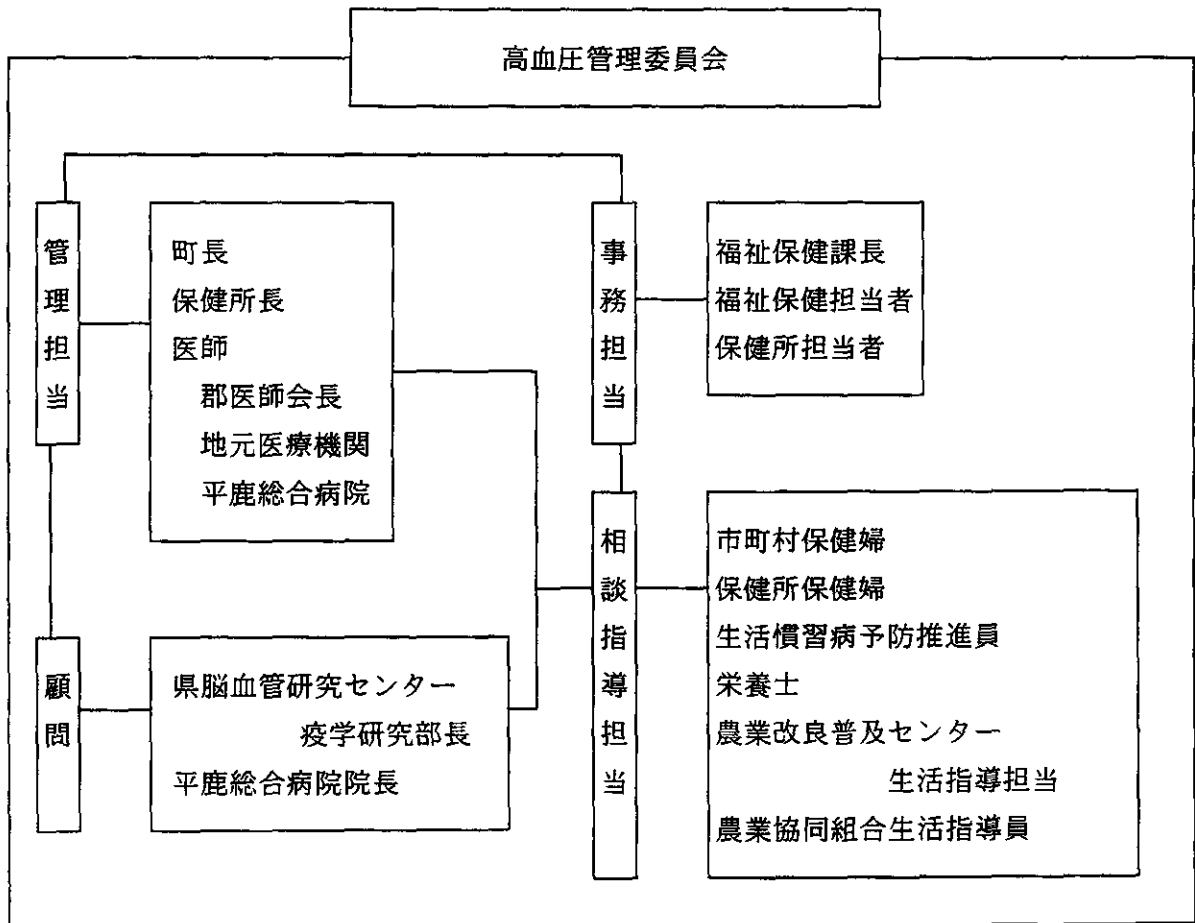 高血圧管理委員会
管理担当
町長
保健所長
医師
郡医師会長
地元医療機関
平鹿総合病院
事務担当
福祉保健課長
福祉保健担当者
保健所担当者
顧問
県脳血管研究センター
疫学研究部長
平鹿総合病院院長
相談指導担当
市町村保健婦
保健所保健婦
生活慣習病予防推進員
栄養士
農業改良普及センター
生活指導担当
農業協同組合生活指導員